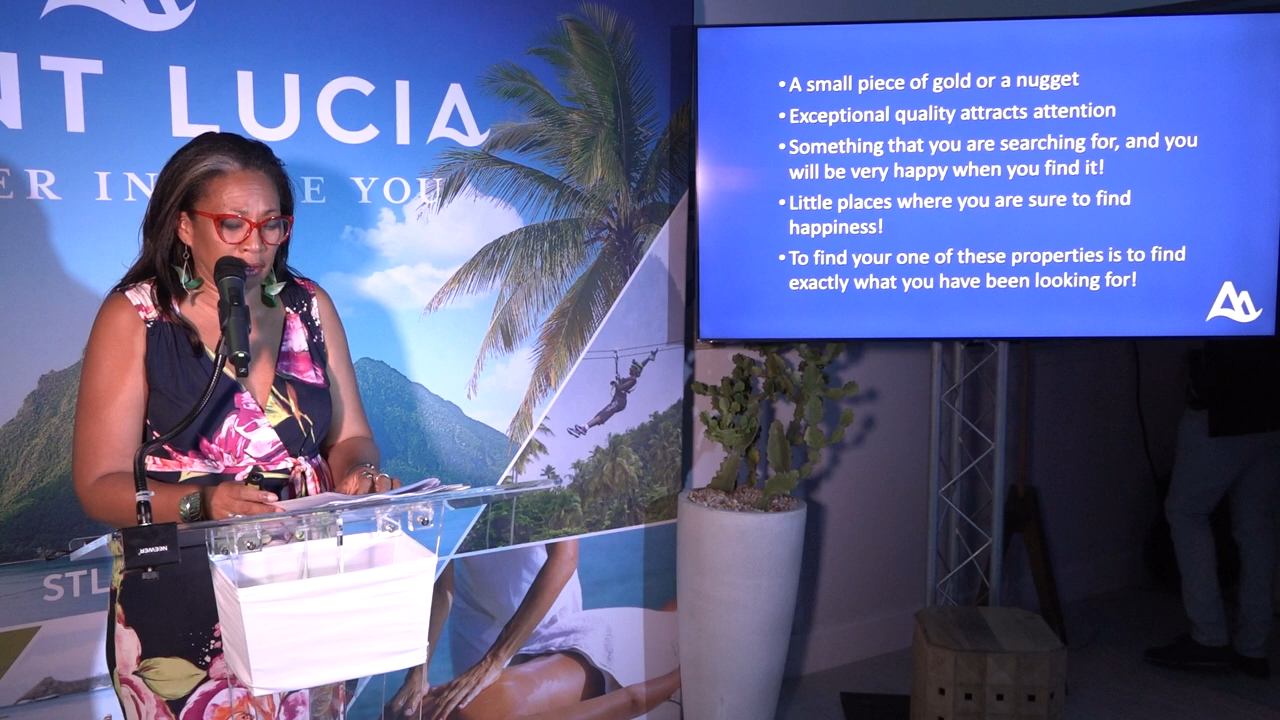 NT LUCIA
ER IN E YOU
• A small piece of gold or a nugget
• Exceptional quality attracts attention
• Something that you are searching for, and you
will be very happy when you find it!
• Little places where you are sure to find
happiness!
• To find your one of these properties is to find
exactly what you have been looking for!
STL
NEEWER